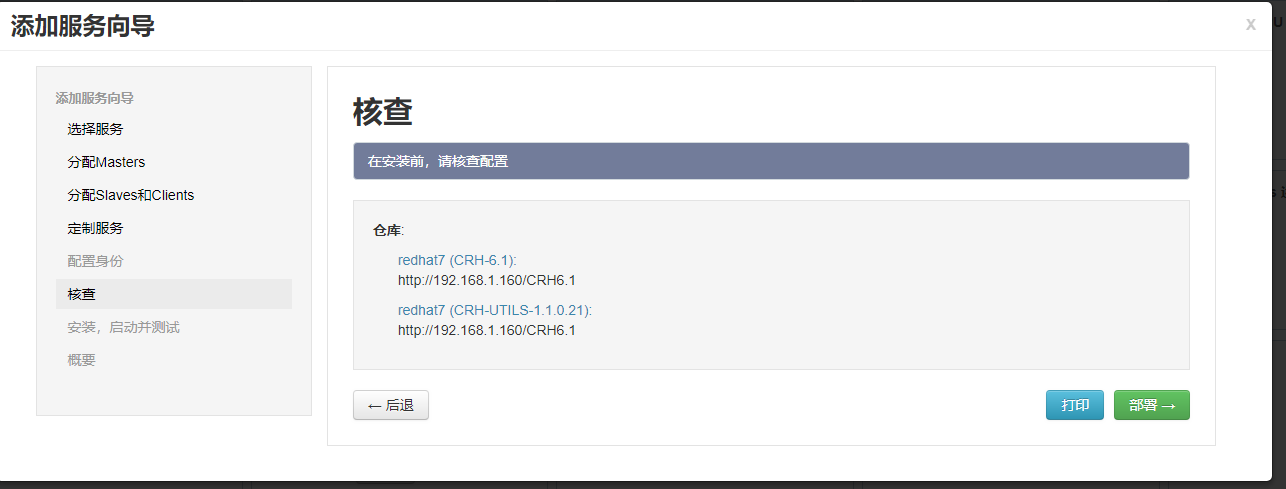 添加服务向导
x
添加服务向导
选择服务
分配Masters
分配Slaves和Clients
定制服务
配置身份
核查
安装，启动并测试
概要
核查
在安装前，请核查配置
仓库:
redhat7 (CRH-6.1):
http://192.168.1.160/CRH6.1
redhat7 (CRH-UTILS-1.1.0.21):
http://192.168.1.160/CRH6.1
← 后退
打印
部署 →